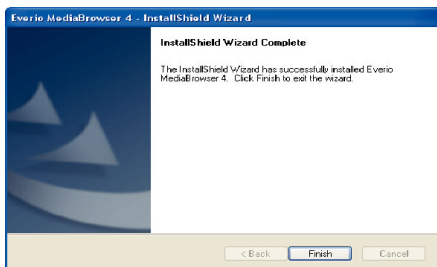 Everio MediaBrowser 4 - InstallShield Wizard
InstallShield Wizard Complete
The InstallShield Wizard has successfully installed Everio
MediaBrowser 4. Click Finish to exit the wizard.
< Back
Finish
Cancel